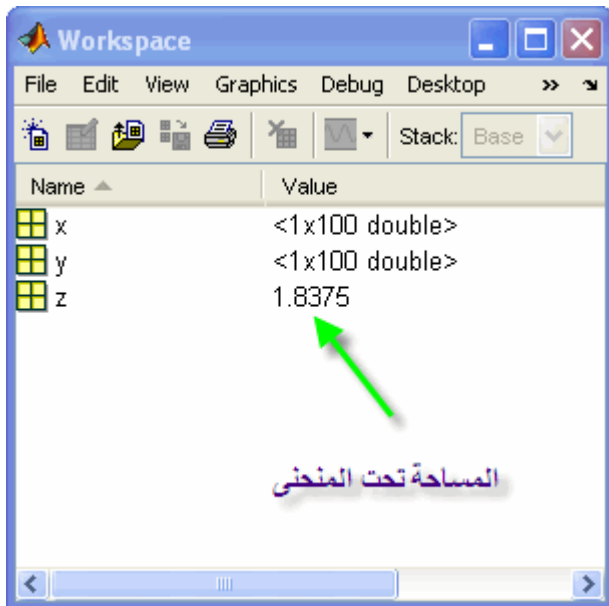 Workspace
File Edit View Graphics Debug Desktop »
Stack: Base
Name Value
x <1x100 double>
y <1x100 double>
z 1.8375
المساحة تحت المنحنى